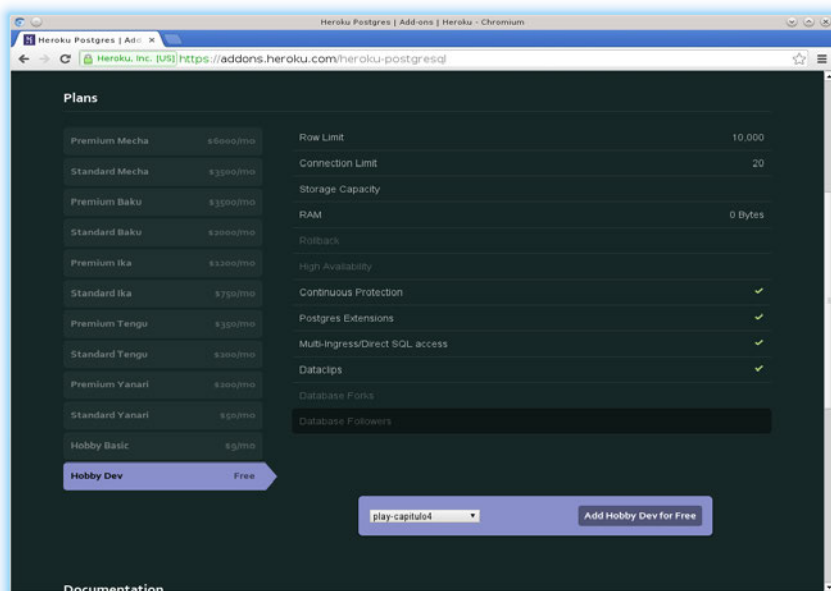 Heroku Postgres | Add-ons | Heroku - Chromium
Heroku Postgres | Add
Heroku, Inc. [US] https://addons.heroku.com/heroku-postgresql
Plans
Premium Mecha $6000/mo
Standard Mecha $3500/mo
Premium Baku $3500/mo
Standard Baku $2000/mo
Premium Ika $1200/mo
Standard Ika $750/mo
Premium Tengu $350/mo
Standard Tengu $200/mo
Premium Yanari $200/mo
Standard Yanari $50/mo
Hobby Basic $9/mo
Hobby Dev Free
Row Limit 10,000
Connection Limit 20
Storage Capacity
RAM 0 Bytes
Rollback
High Availability
Continuous Protection
Postgres Extensions
Multi-Ingress/Direct SQL access
Dataclips
Database Forks
Database Followers
play-capitulo4
Add Hobby Dev for Free
Documentation